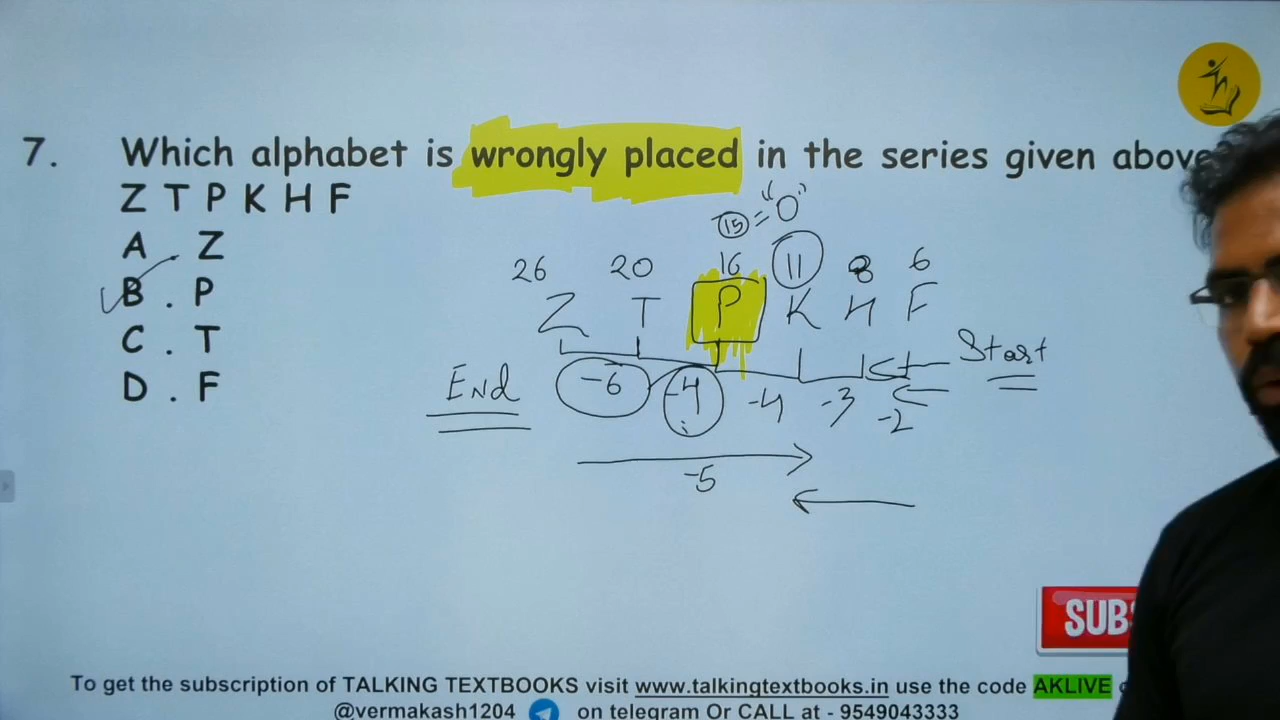 7. Which alphabet is wrongly placed in the series given above?
Z T P K H F
A . Z
B . P
C . T
D . F
15 = "O"
26 20 16 11 8 6
Z T P K H F
Start
End
-6 -4 -4 -3 -2
-5
SUBS
To get the subscription of TALKING TEXTBOOKS visit www.talkingtextbooks.in use the code AKLIVE
@vermakash1204 on telegram Or CALL at - 9549043333